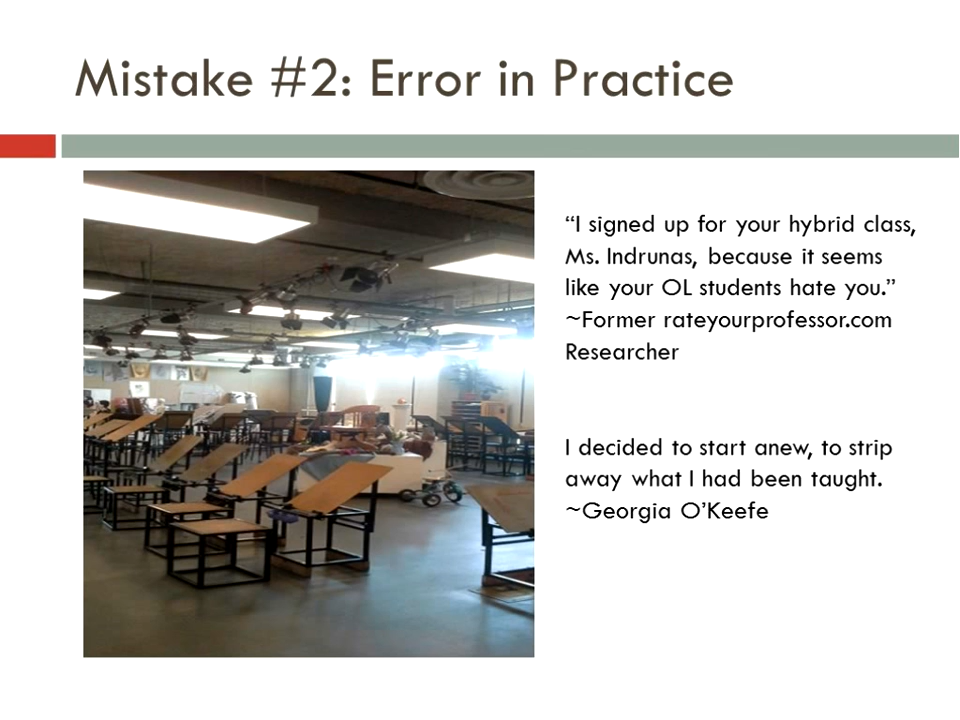 Mistake #2: Error in Practice
“I signed up for your hybrid class,
Ms. Indrunas, because it seems
like your OL students hate you.”
~Former rateyourprofessor.com
Researcher
I decided to start anew, to strip
away what I had been taught.
~Georgia O’Keefe